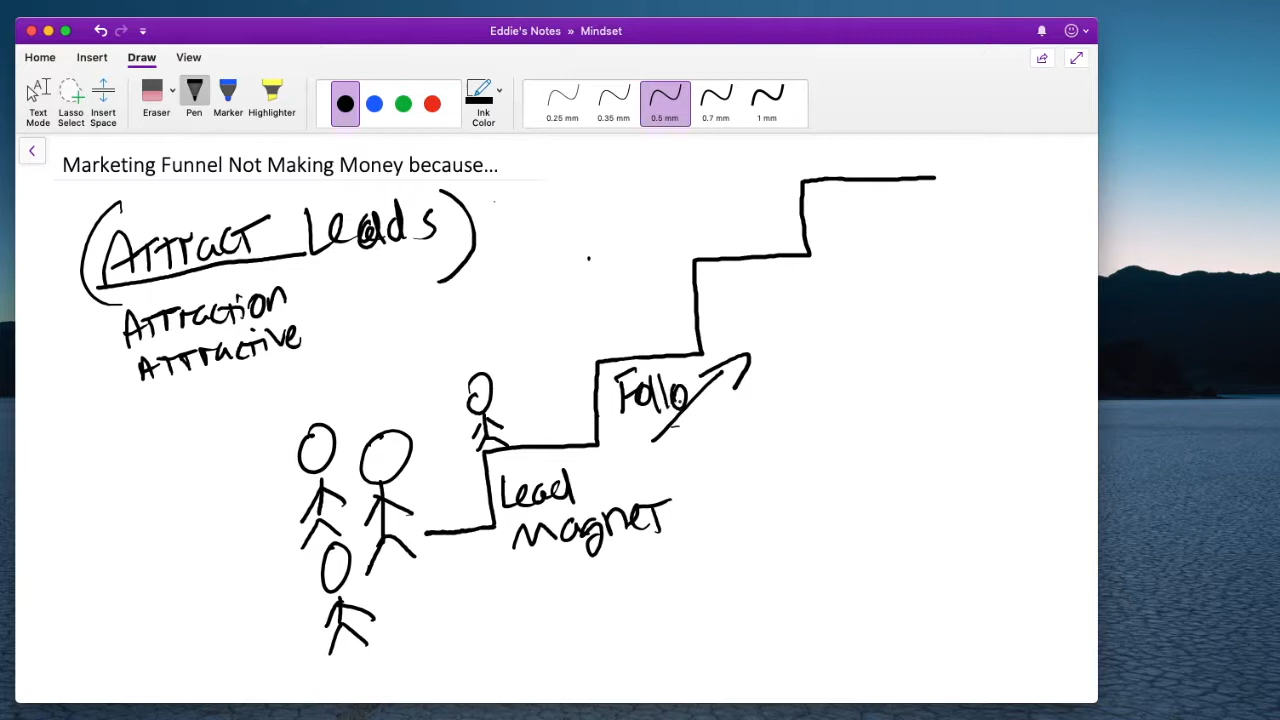 Eddie's Notes » Mindset
Home Insert Draw View
Text Mode
Lasso Select
Insert Space
Eraser
Pen
Marker
Highlighter
Ink Color
0.25 mm
0.35 mm
0.5 mm
0.7 mm
1 mm
Marketing Funnel Not Making Money because...
(Attract Leads)
Attraction
Attractive
Follo
Lead
Magnet